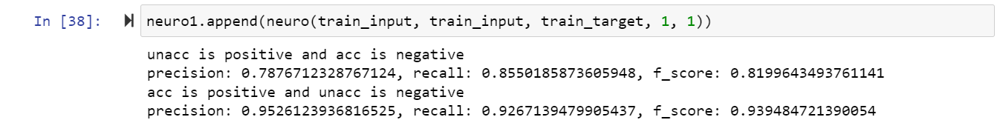 In [38]: neuro1.append(neuro(train_input, train_input, train_target, 1, 1))
unacc is positive and acc is negative
precision: 0.7876712328767124, recall: 0.8550185873605948, f_score: 0.8199643493761141
acc is positive and unacc is negative
precision: 0.9526123936816525, recall: 0.9267139479905437, f_score: 0.939484721390054